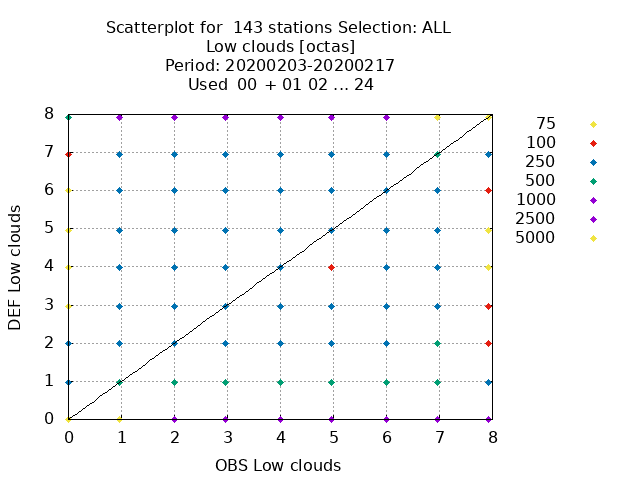 Scatterplot for  143 stations Selection: ALL
Low clouds [octas]
Period: 20200203-20200217
Used  00 + 01 02 ... 24
8
7
6
5
4
3
2
1
0
DEF Low clouds
0 1 2 3 4 5 6 7 8
OBS Low clouds
75
100
250
500
1000
2500
5000